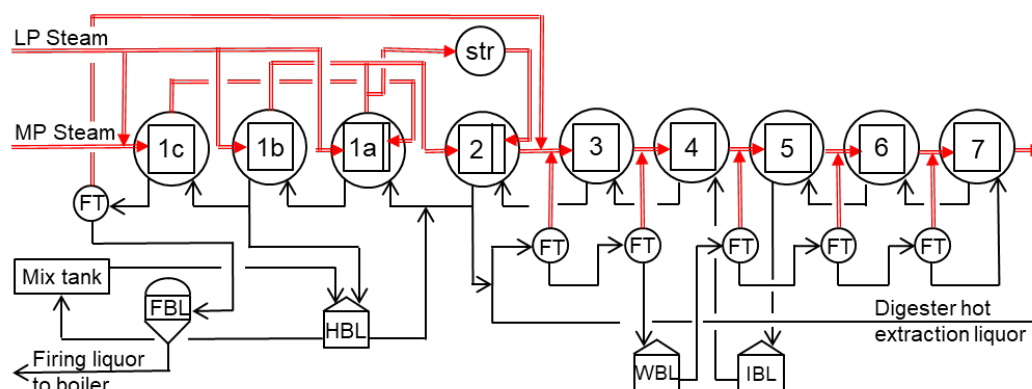 LP Steam
str
MP Steam
1c
1b
1a
2
3
4
5
6
7
FT
FT
FT
FT
FT
FT
Mix tank
FBL
HBL
Digester hot
extraction liquor
WBL
IBL
Firing liquor
to boiler